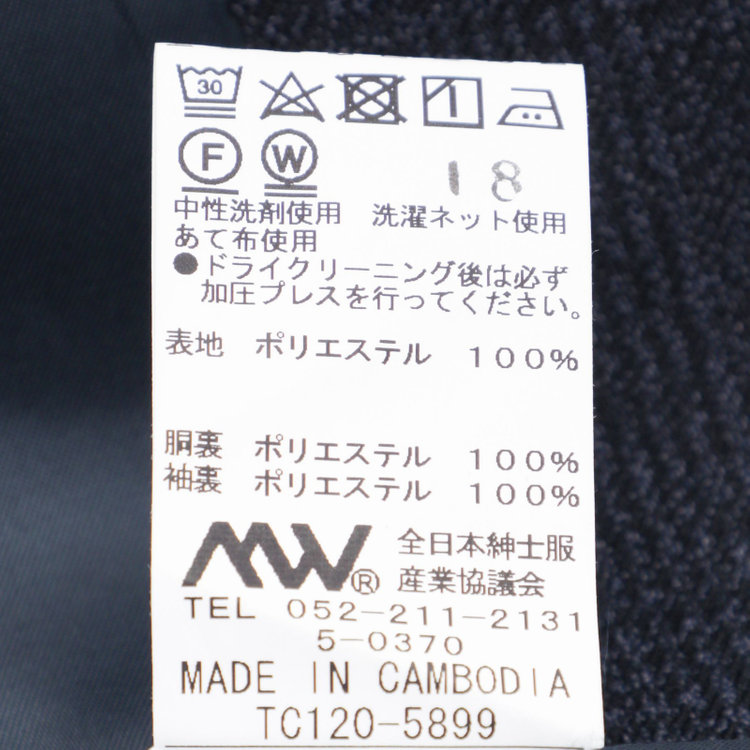 30
F W 18
中性洗剤使用 洗濯ネット使用
あて布使用
●ドライクリーニング後は必ず
加圧プレスを行ってください。
表地 ポリエステル 100%
胴裏 ポリエステル 100%
袖裏 ポリエステル 100%
MW® 全日本紳士服
産業協議会
TEL 052-211-2131
5-0370
MADE IN CAMBODIA
TC120-5899